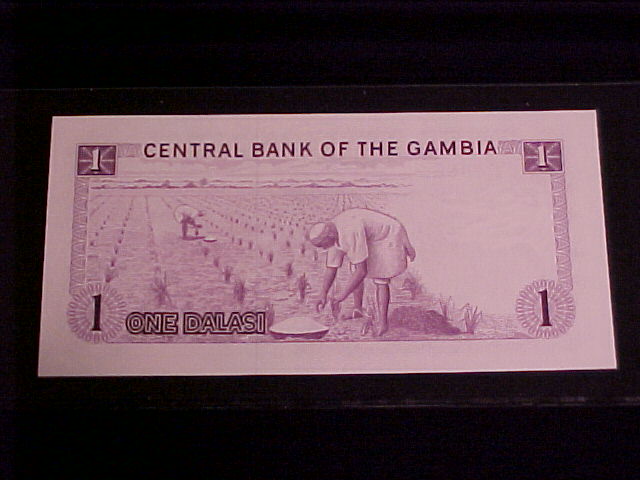 1 CENTRAL BANK OF THE GAMBIA 1
1 ONE DALASI 1